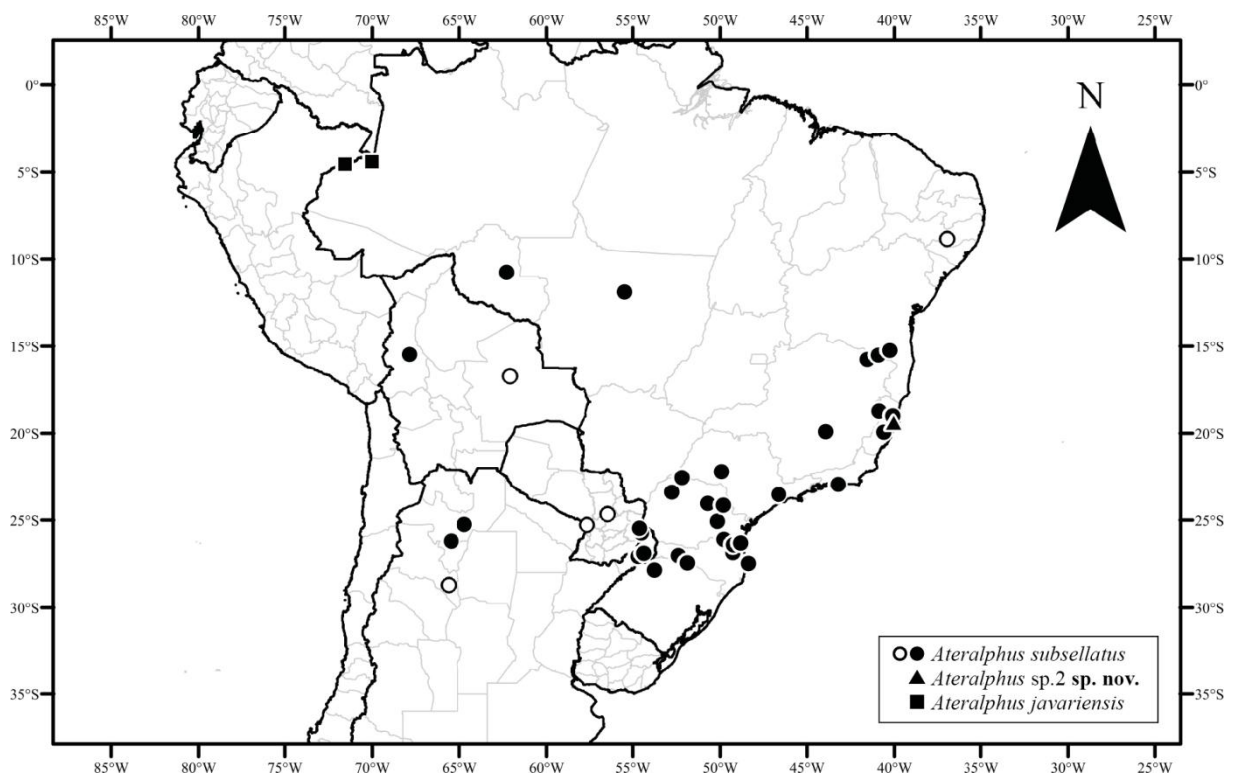 85°W 80°W 75°W 70°W 65°W 60°W 55°W 50°W 45°W 40°W 35°W 30°W 25°W
0° 0°
N
5°S 5°S
10°S 10°S
15°S 15°S
20°S 20°S
25°S 25°S
30°S 30°S
Ateralphus subsellatus
Ateralphus sp.2 sp. nov.
35°S 35°S
Ateralphus javariensis
85°W 80°W 75°W 70°W 65°W 60°W 55°W 50°W 45°W 40°W 35°W 30°W 25°W